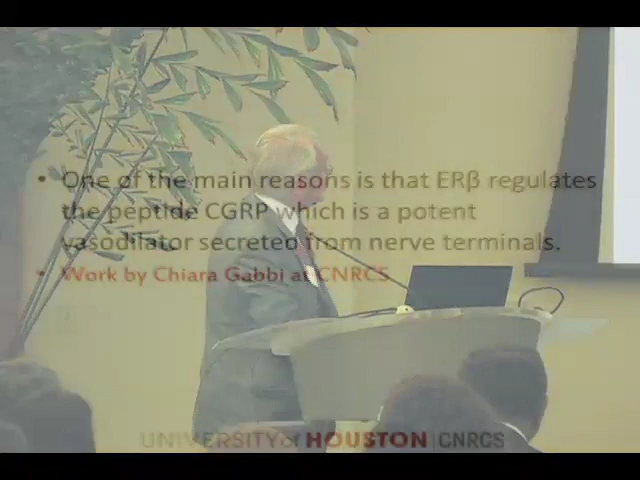 • One of the main reasons is that ERβ regulates
the peptide CGRP which is a potent
vasodilator secreted from nerve terminals.
• Work by Chiara Gabbi at CNRCS.
UNIVERSITY of HOUSTON | CNRCS